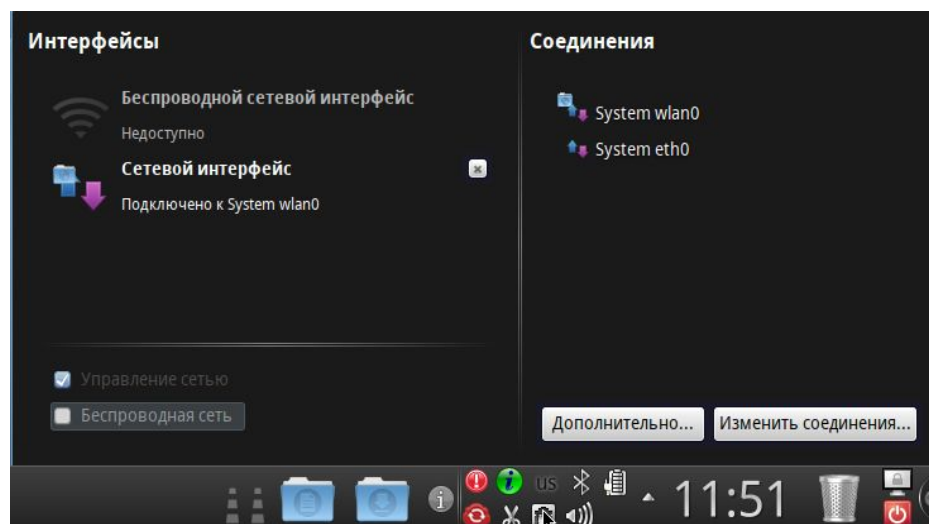 Интерфейсы
Беспроводной сетевой интерфейс
Недоступно
Сетевой интерфейс
Подключено к System wlan0
Управление сетью
Беспроводная сеть
Соединения
System wlan0
System eth0
Дополнительно...
Изменить соединения...
us
11:51